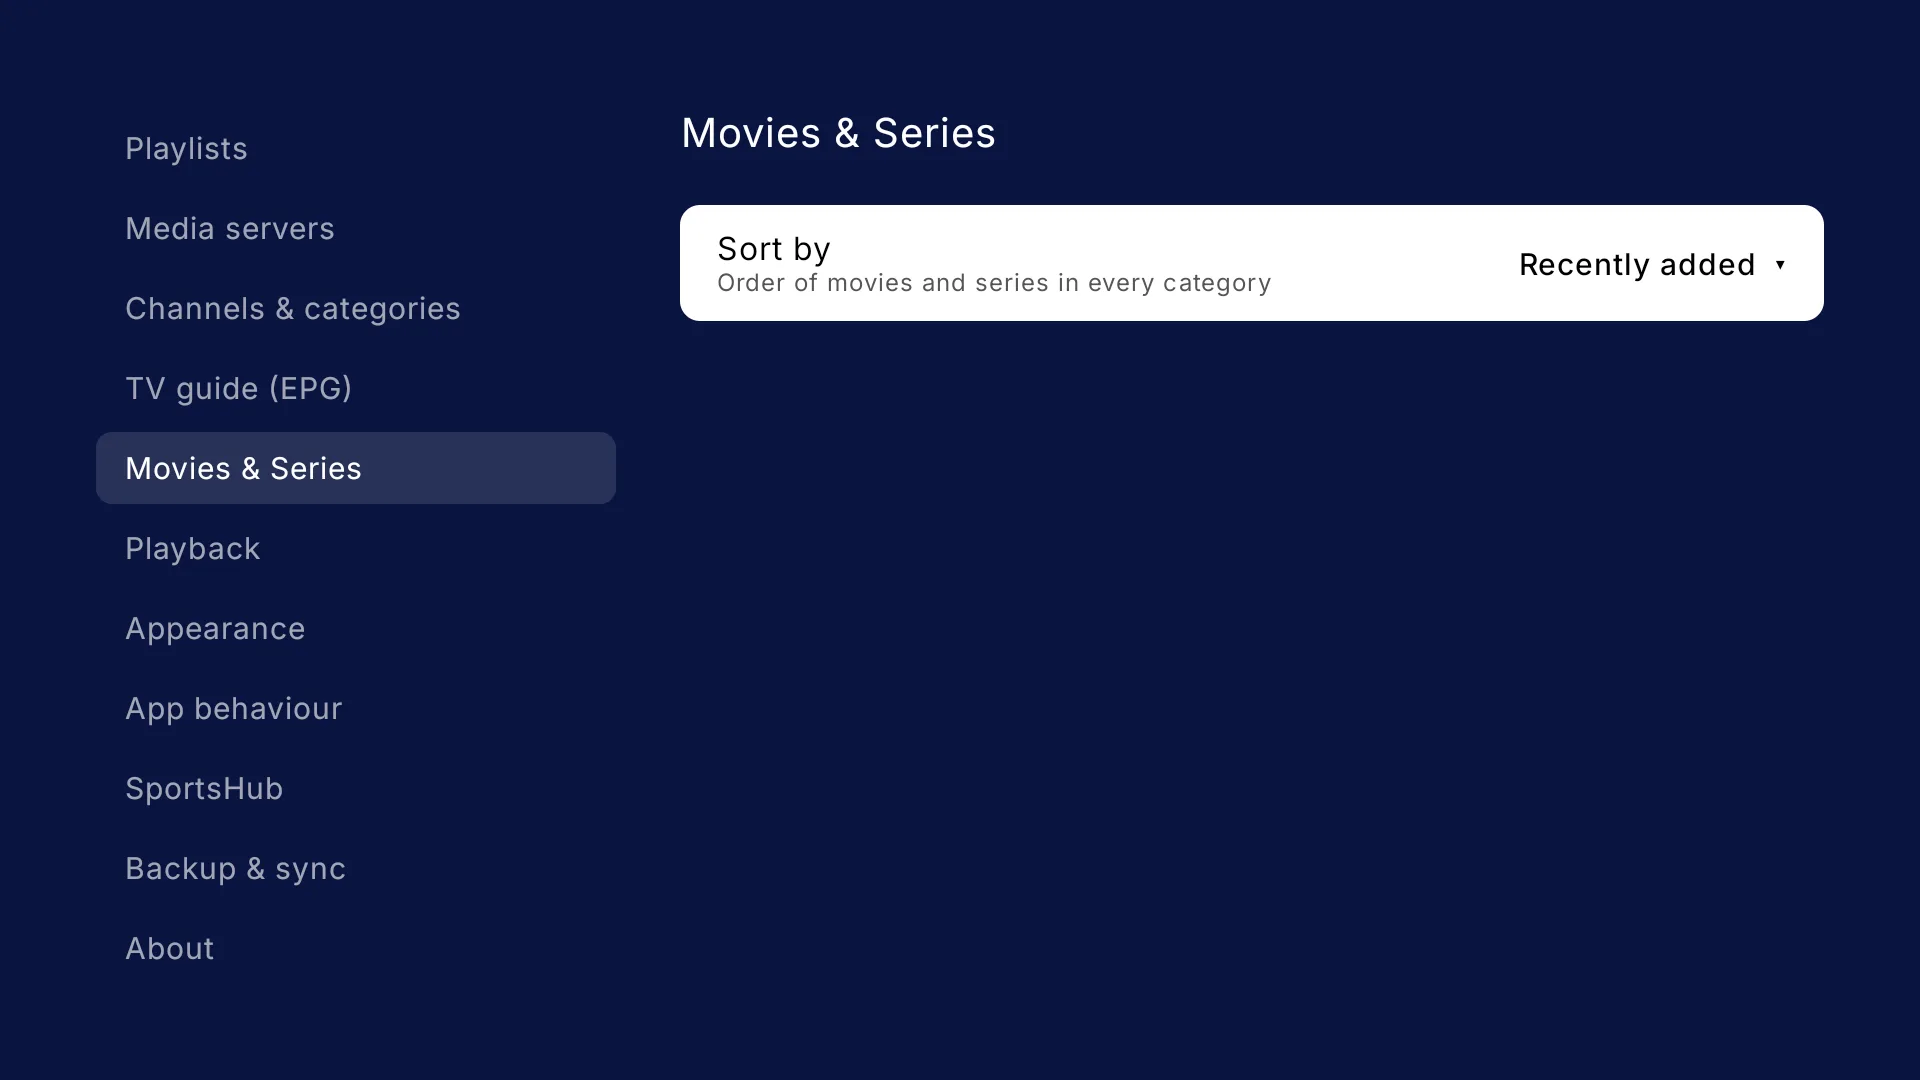 Playlists
Media servers
Channels & categories
TV guide (EPG)
Movies & Series
Playback
Appearance
App behaviour
SportsHub
Backup & sync
About
Movies & Series
Sort by
Order of movies and series in every category
Recently added